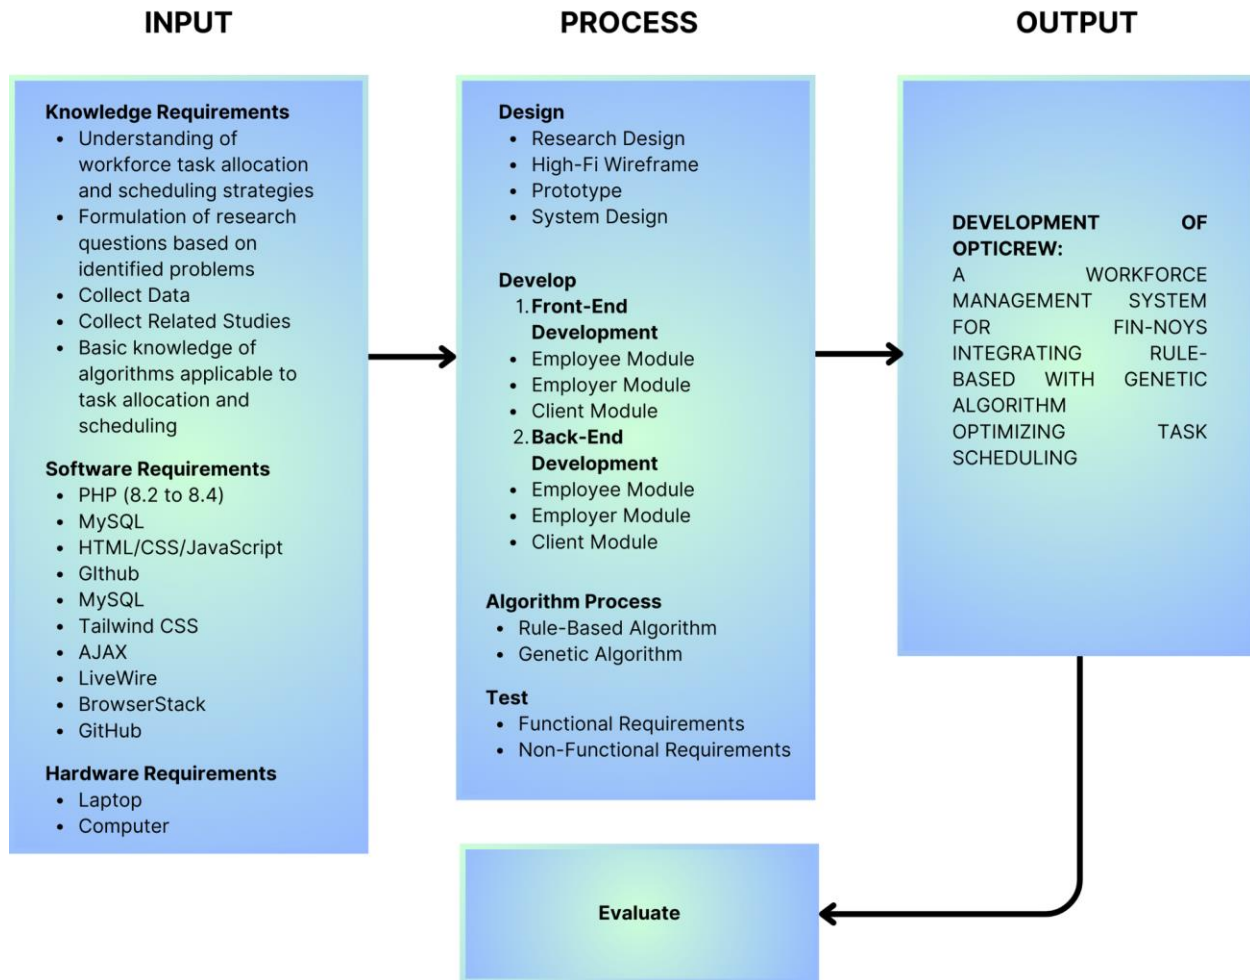 INPUT
Knowledge Requirements
• Understanding of
workforce task allocation
and scheduling strategies
• Formulation of research
questions based on
identified problems
• Collect Data
• Collect Related Studies
• Basic knowledge of
algorithms applicable to
task allocation and
scheduling
Software Requirements
• PHP (8.2 to 8.4)
• MySQL
• HTML/CSS/JavaScript
• GIthub
• MySQL
• Tailwind CSS
• AJAX
• LiveWire
• BrowserStack
• GitHub
Hardware Requirements
• Laptop
• Computer
PROCESS
Design
• Research Design
• High-Fi Wireframe
• Prototype
• System Design
Develop
1. Front-End
Development
• Employee Module
• Employer Module
• Client Module
2. Back-End
Development
• Employee Module
• Employer Module
• Client Module
Algorithm Process
• Rule-Based Algorithm
• Genetic Algorithm
Test
• Functional Requirements
• Non-Functional Requirements
OUTPUT
DEVELOPMENT OF
OPTICREW:
A WORKFORCE
MANAGEMENT SYSTEM
FOR FIN-NOYS
INTEGRATING RULE-
BASED WITH GENETIC
ALGORITHM
OPTIMIZING TASK
SCHEDULING
Evaluate